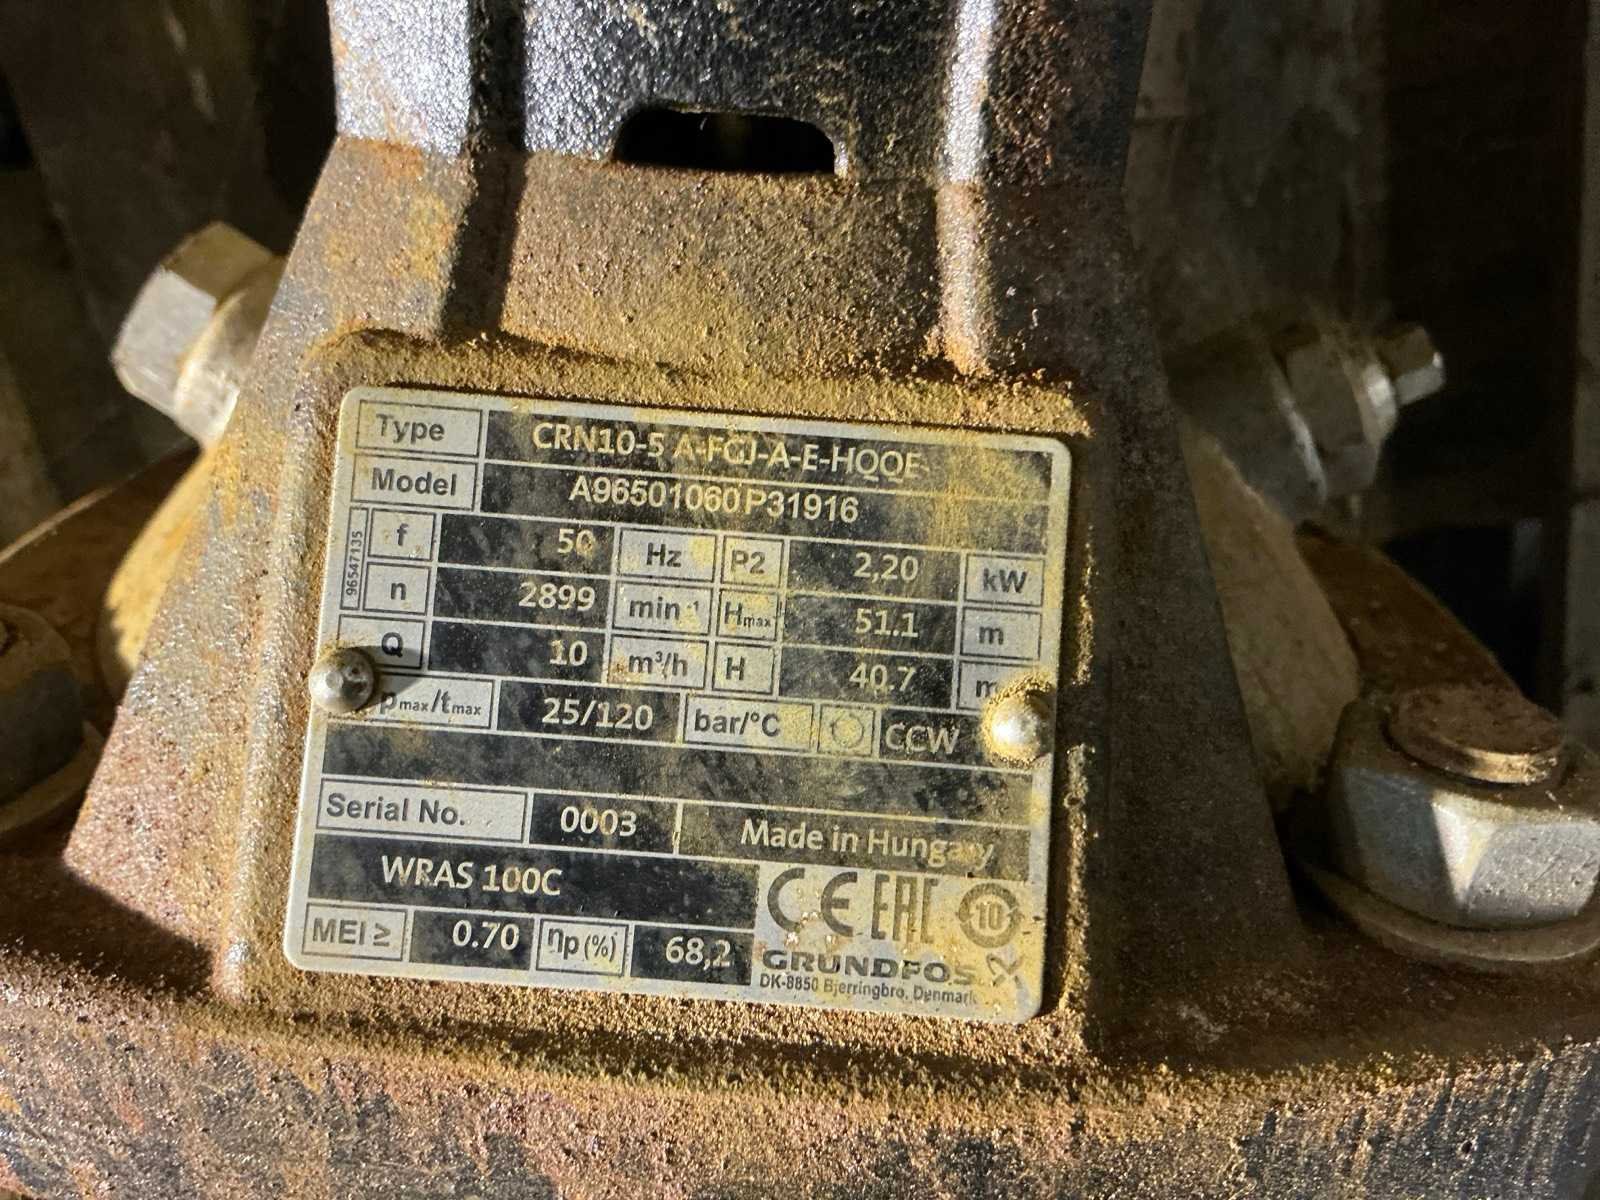 Type CRN10-5 A-FGJ-A-E-HQQE
Model A96501060P31916
96547135
f 50 Hz P2 2,20 kW
n 2899 min-1 Hmax 51.1 m
Q 10 m³/h H 40.7 m
pmax/tmax 25/120 bar/°C CCW
Serial No. 0003 Made in Hungary
WRAS 100C
CE EAC 10
MEI ≥ 0.70 ηp (%) 68,2
GRUNDFOS
DK-8850 Bjerringbro, Denmark